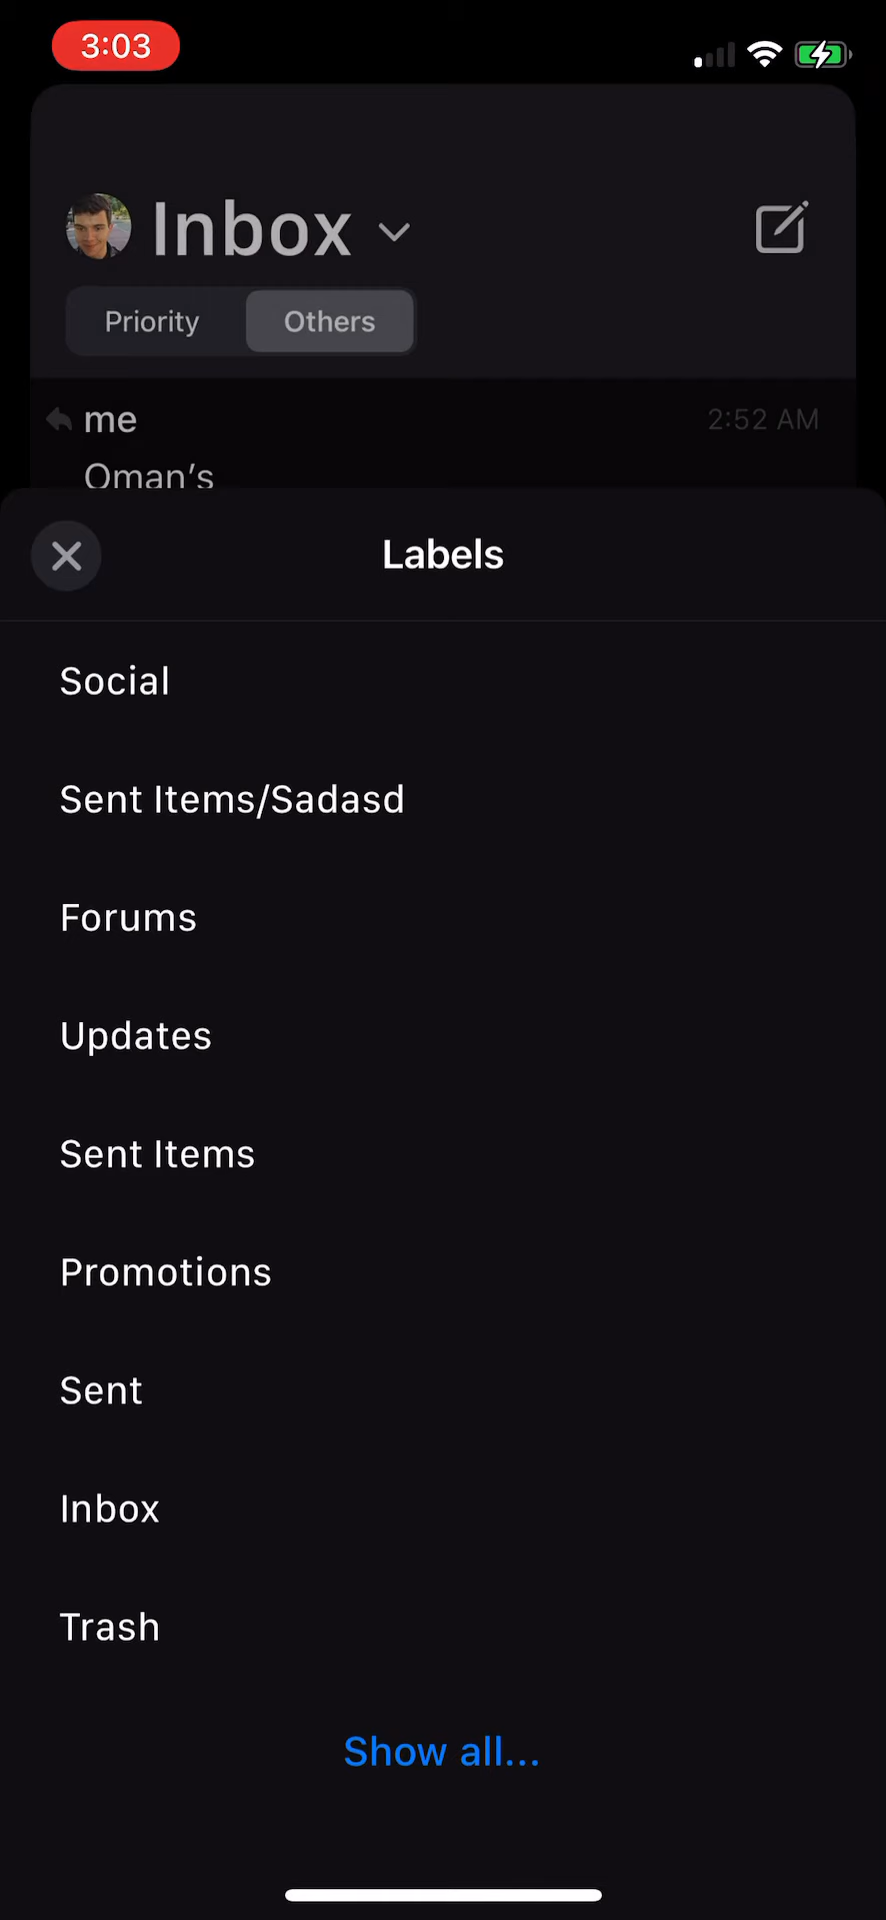 3:03
Inbox
Priority Others
me 2:52 AM
Oman’s
Labels
Social
Sent Items/Sadasd
Forums
Updates
Sent Items
Promotions
Sent
Inbox
Trash
Show all...